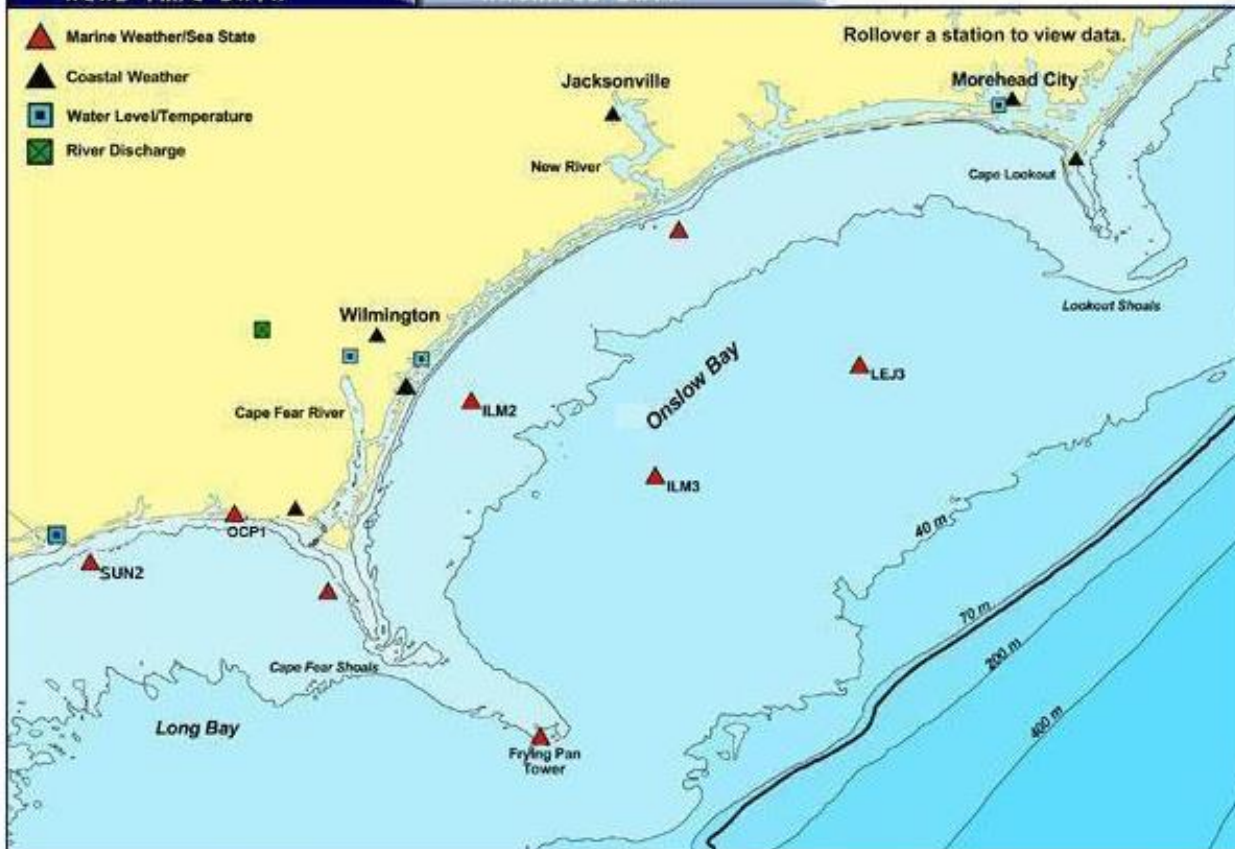 Marine Weather/Sea State
Coastal Weather
Water Level/Temperature
River Discharge
Rollover a station to view data.
Jacksonville
Morehead City
New River
Cape Lookout
Lookout Shoals
Wilmington
Onslow Bay
LEJ3
Cape Fear River
ILM2
ILM3
OCP1
40 m
SUN2
70 m
200 m
Cape Fear Shoals
400 m
Long Bay
Frying Pan
Tower